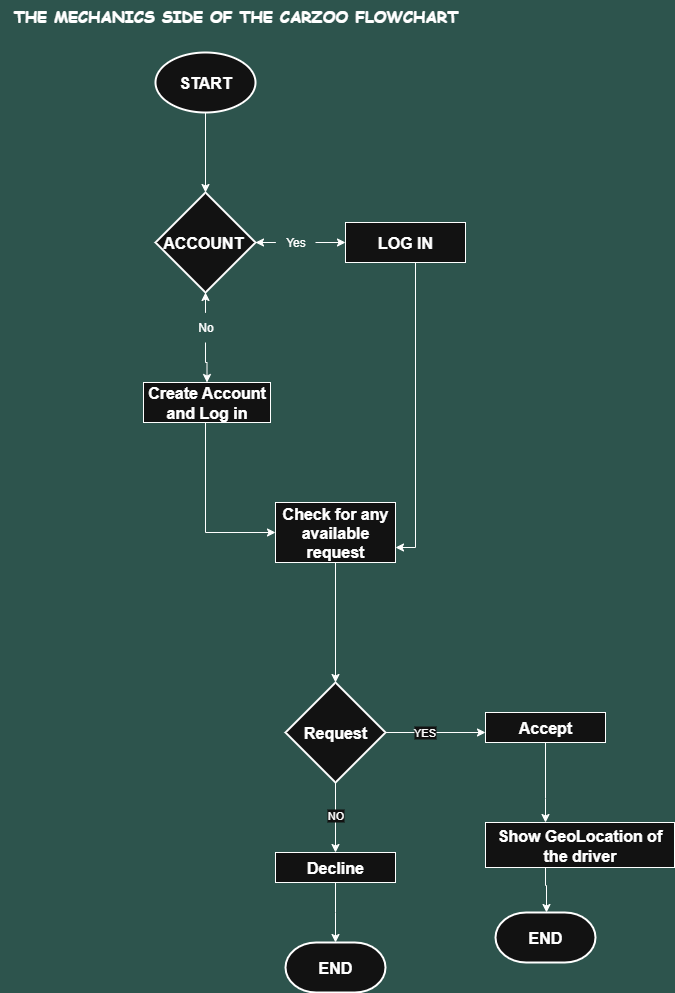 THE MECHANICS SIDE OF THE CARZOO FLOWCHART
START
ACCOUNT
Yes
LOG IN
No
Create Account
and Log in
Check for any
available
request
Request
YES
Accept
NO
Show GeoLocation of
the driver
Decline
END
END